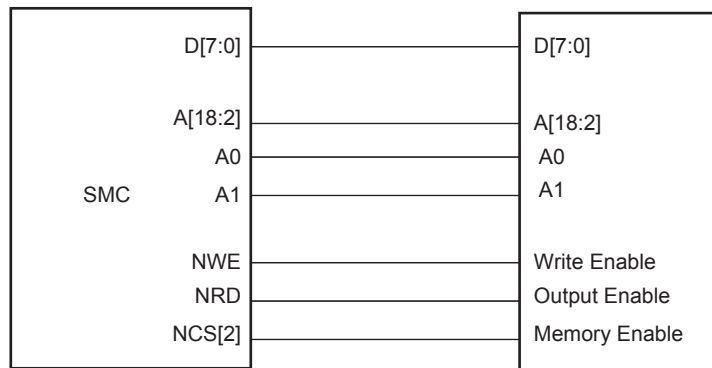 D[7:0] D[7:0]
A[18:2] A[18:2]
A0 A0
SMC A1 A1
NWE Write Enable
NRD Output Enable
NCS[2] Memory Enable